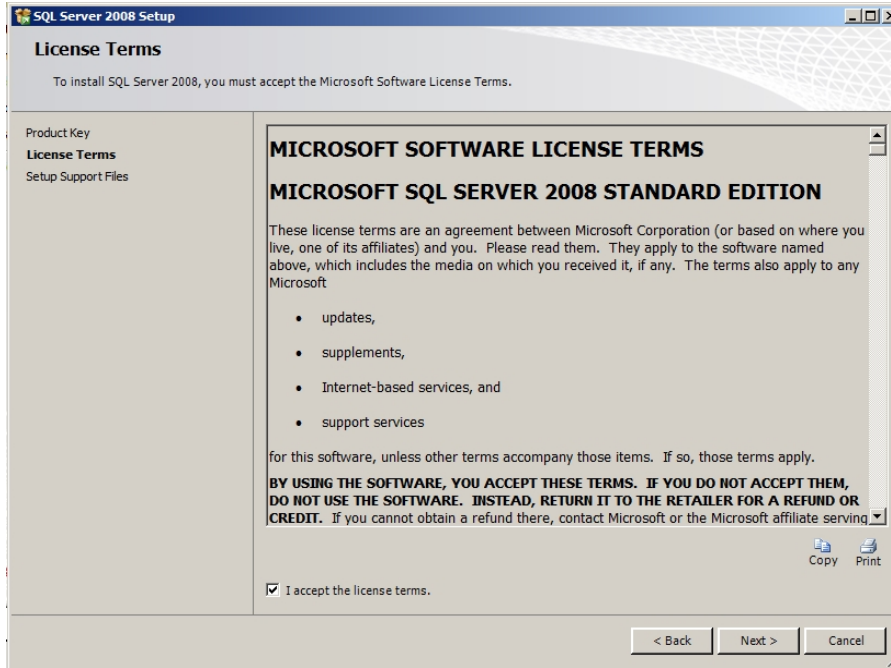 SQL Server 2008 Setup
License Terms
To install SQL Server 2008, you must accept the Microsoft Software License Terms.
Product Key
License Terms
Setup Support Files
MICROSOFT SOFTWARE LICENSE TERMS
MICROSOFT SQL SERVER 2008 STANDARD EDITION
These license terms are an agreement between Microsoft Corporation (or based on where you
live, one of its affiliates) and you.  Please read them.  They apply to the software named
above, which includes the media on which you received it, if any.  The terms also apply to any
Microsoft
• updates,
• supplements,
• Internet-based services, and
• support services
for this software, unless other terms accompany those items.  If so, those terms apply.
BY USING THE SOFTWARE, YOU ACCEPT THESE TERMS.  IF YOU DO NOT ACCEPT THEM,
DO NOT USE THE SOFTWARE.  INSTEAD, RETURN IT TO THE RETAILER FOR A REFUND OR
CREDIT.  If you cannot obtain a refund there, contact Microsoft or the Microsoft affiliate serving
Copy Print
I accept the license terms.
< Back Next > Cancel